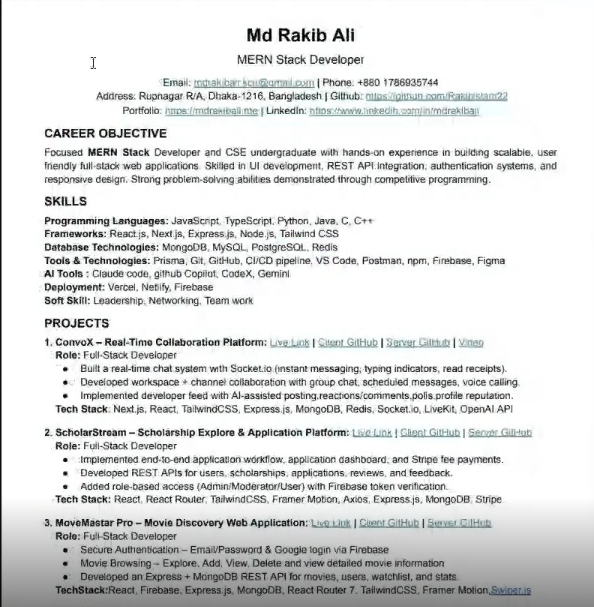 Md Rakib Ali
MERN Stack Developer
Email: | Phone: +880 1786935744
Address: Rupnagar R/A, Dhaka-1216, Bangladesh | Github:
Portfolio: | LinkedIn: https://www.linkedin.com/in/mdrakibali
CAREER OBJECTIVE
Focused MERN Stack Developer and CSE undergraduate with hands-on experience in building scalable, user
friendly full-stack web applications. Skilled in UI development, REST API integration, authentication systems, and
responsive design. Strong problem-solving abilities demonstrated through competitive programming.
SKILLS
Programming Languages: JavaScript, TypeScript, Python, Java, C, C++
Frameworks: React.js, Next.js, Express.js, Node.js, Tailwind CSS
Database Technologies: MongoDB, MySQL, PostgreSQL, Redis
Tools & Technologies: Prisma, Git, GitHub, CI/CD pipeline, VS Code, Postman, npm, Firebase, Figma
AI Tools : Claude code, github Copilot, CodeX, Gemini
Deployment: Vercel, Netlify, Firebase
Soft Skill: Leadership, Networking, Team work
PROJECTS
1. ConvoX – Real-Time Collaboration Platform: Live Link | Client GitHub | Server GitHub | Video
Role: Full-Stack Developer
● Built a real-time chat system with Socket.io (instant messaging, typing indicators, read receipts).
● Developed workspace + channel collaboration with group chat, scheduled messages, voice calling.
● Implemented developer feed with AI-assisted posting,reactions/comments,polls,profile reputation.
Tech Stack: Next.js, React, TailwindCSS, Express.js, MongoDB, Redis, Socket.io, LiveKit, OpenAI API
2. ScholarStream – Scholarship Explore & Application Platform: Live Link | Client GitHub | Server GitHub
Role: Full-Stack Developer
● Implemented end-to-end application workflow, application dashboard, and Stripe fee payments.
● Developed REST APIs for users, scholarships, applications, reviews, and feedback.
● Added role-based access (Admin/Moderator/User) with Firebase token verification.
Tech Stack: React, React Router, TailwindCSS, Framer Motion, Axios, Express.js, MongoDB, Stripe
3. MoveMastar Pro – Movie Discovery Web Application: Live Link | Client GitHub | Server GitHub
Role: Full-Stack Developer
● Secure Authentication – Email/Password & Google login via Firebase
● Movie Browsing – Explore, Add, View, Delete and view detailed movie information
● Developed an Express + MongoDB REST API for movies, users, watchlist, and stats.
TechStack:React, Firebase, Express.js, MongoDB, React Router 7. TailwindCSS, Framer Motion,Swiper.js